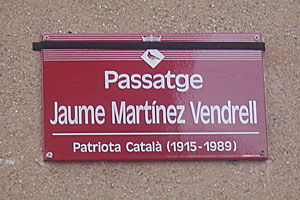 Passatge
Jaume Martínez Vendrell
Patriota Català (1915-1989)